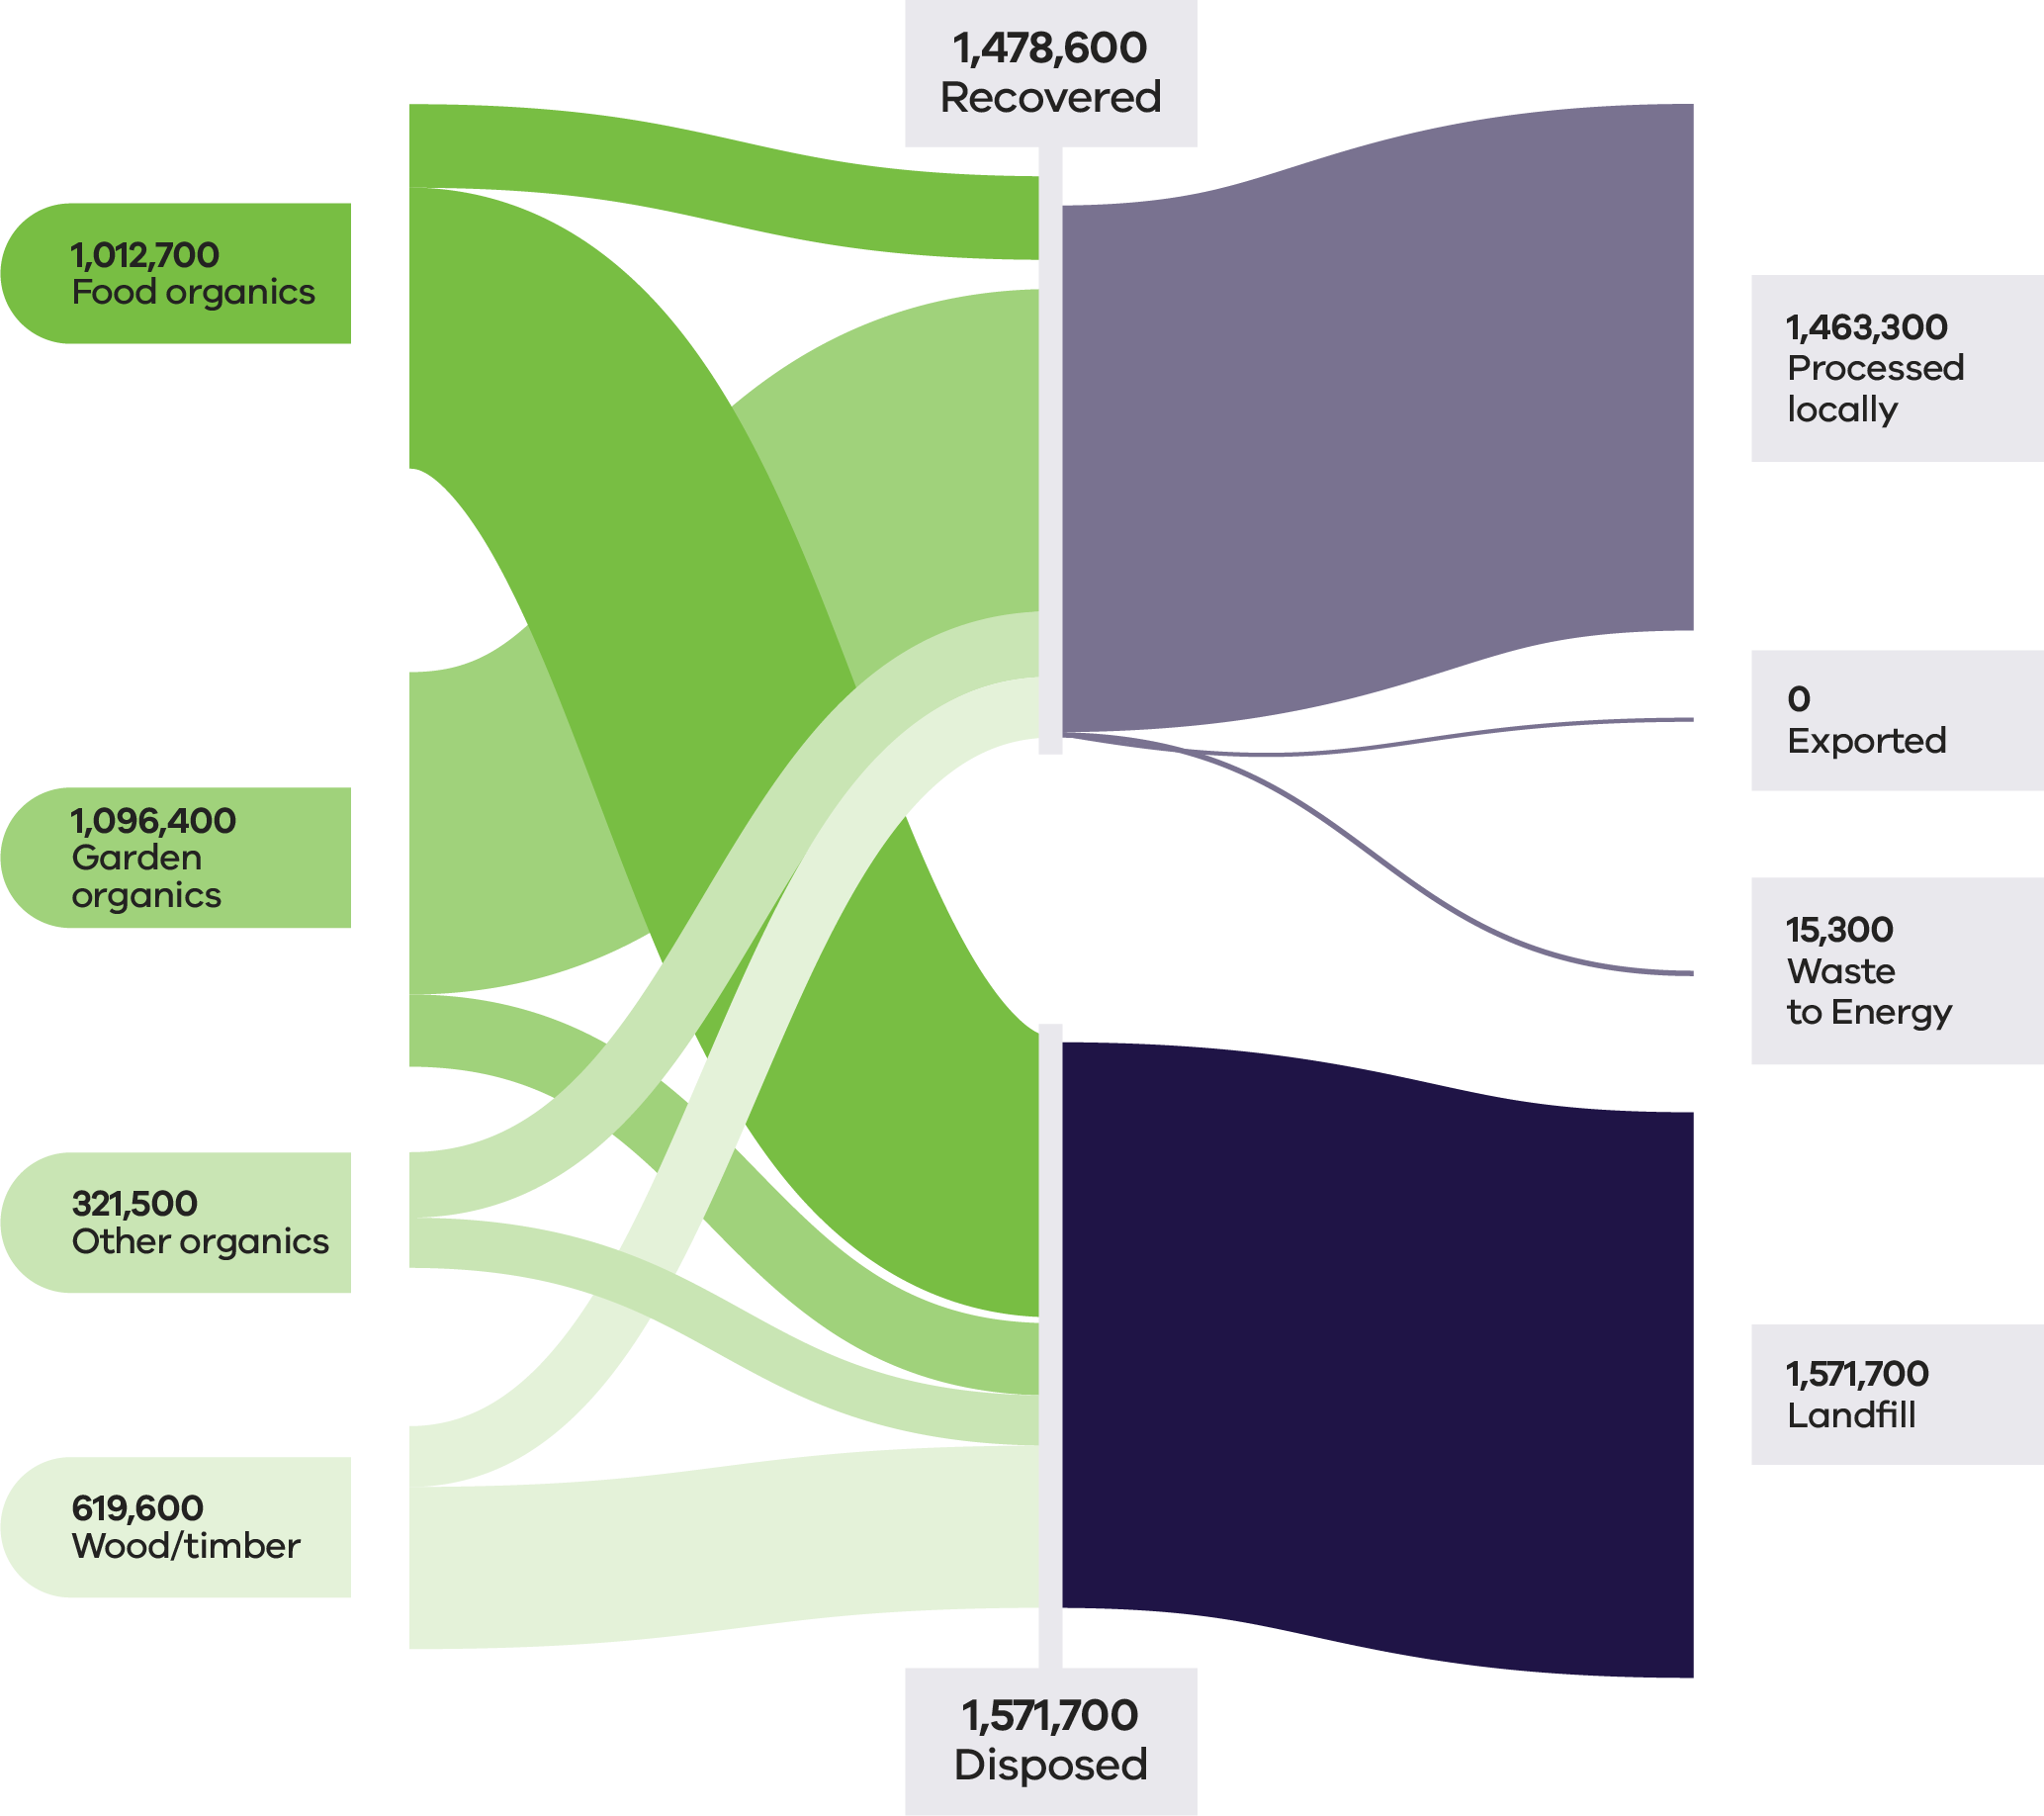 1,478,600
Recovered
1,012,700
Food organics
1,096,400
Garden
organics
321,500
Other organics
619,600
Wood/timber
1,463,300
Processed
locally
0
Exported
15,300
Waste
to Energy
1,571,700
Landfill
1,571,700
Disposed